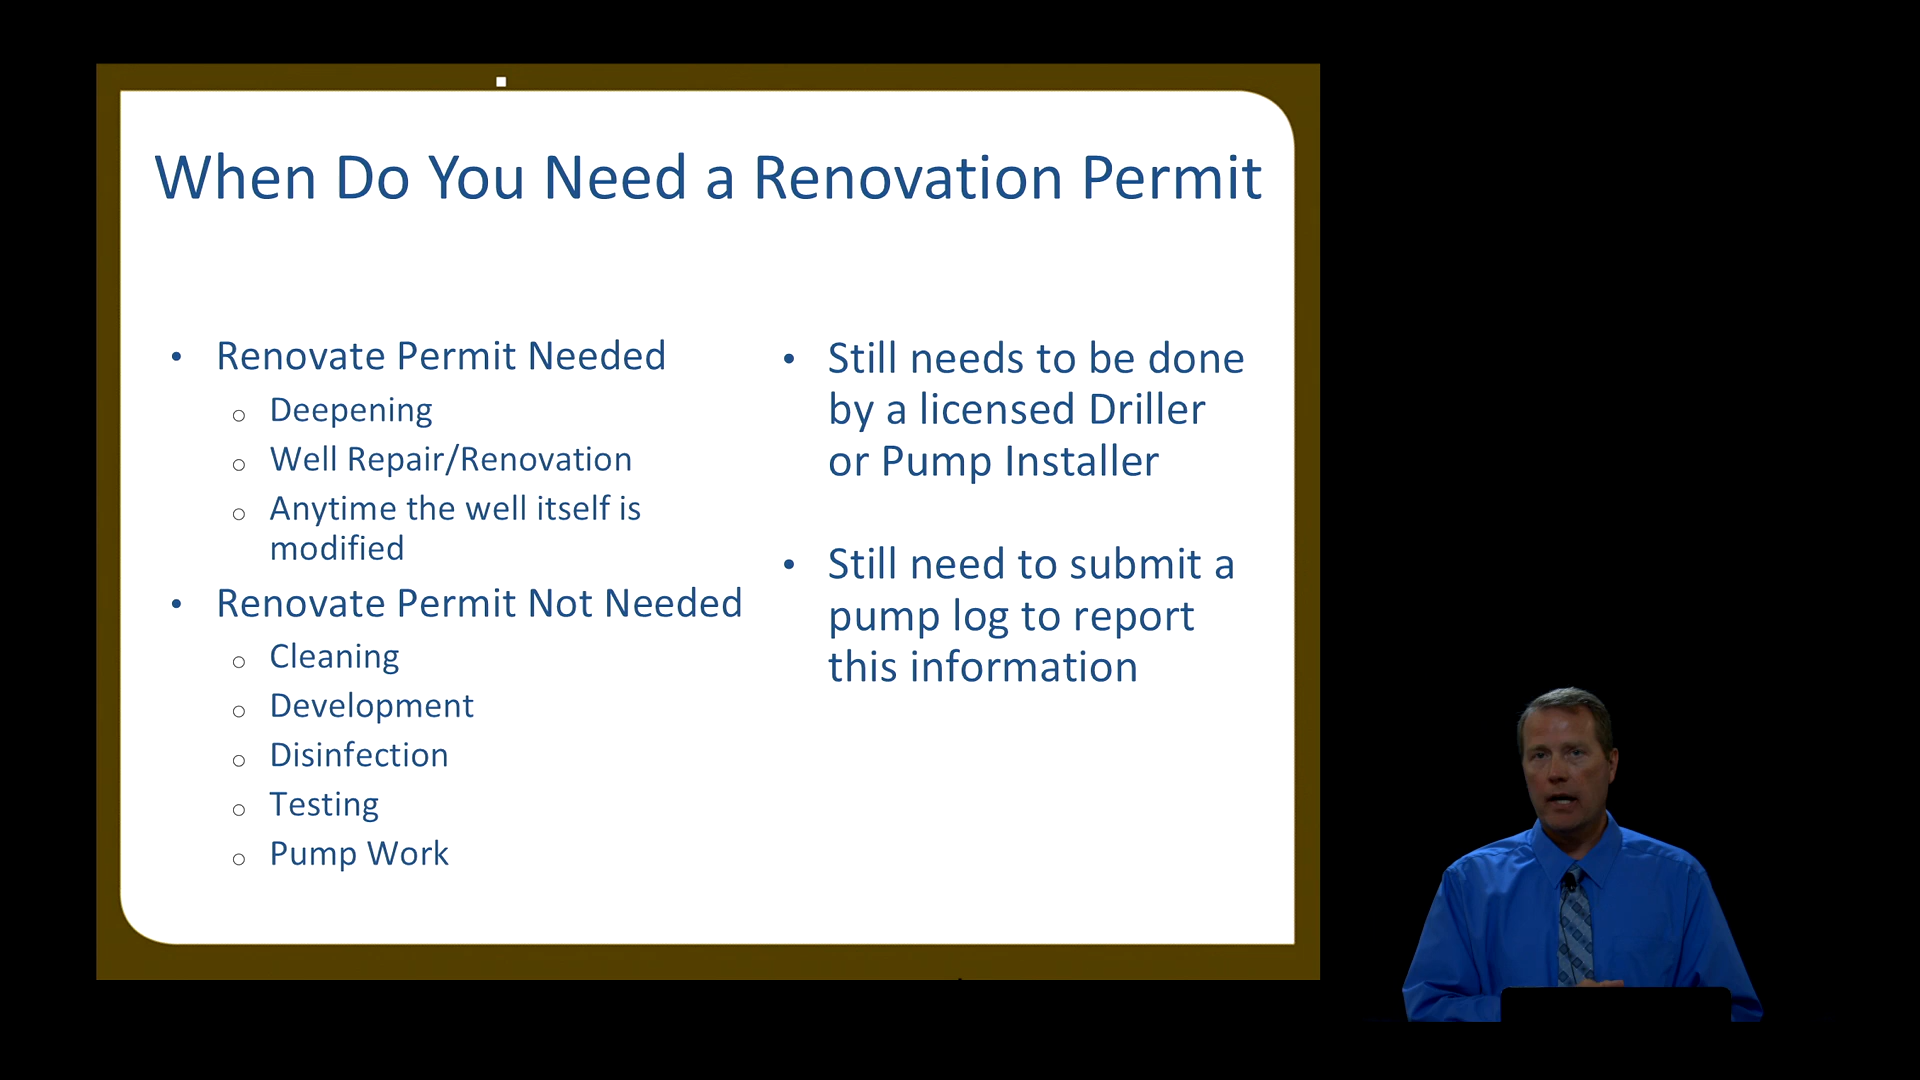 When Do You Need a Renovation Permit
• Renovate Permit Needed
o Deepening
o Well Repair/Renovation
o Anytime the well itself is
modified
• Renovate Permit Not Needed
o Cleaning
o Development
o Disinfection
o Testing
o Pump Work
• Still needs to be done
by a licensed Driller
or Pump Installer
• Still need to submit a
pump log to report
this information